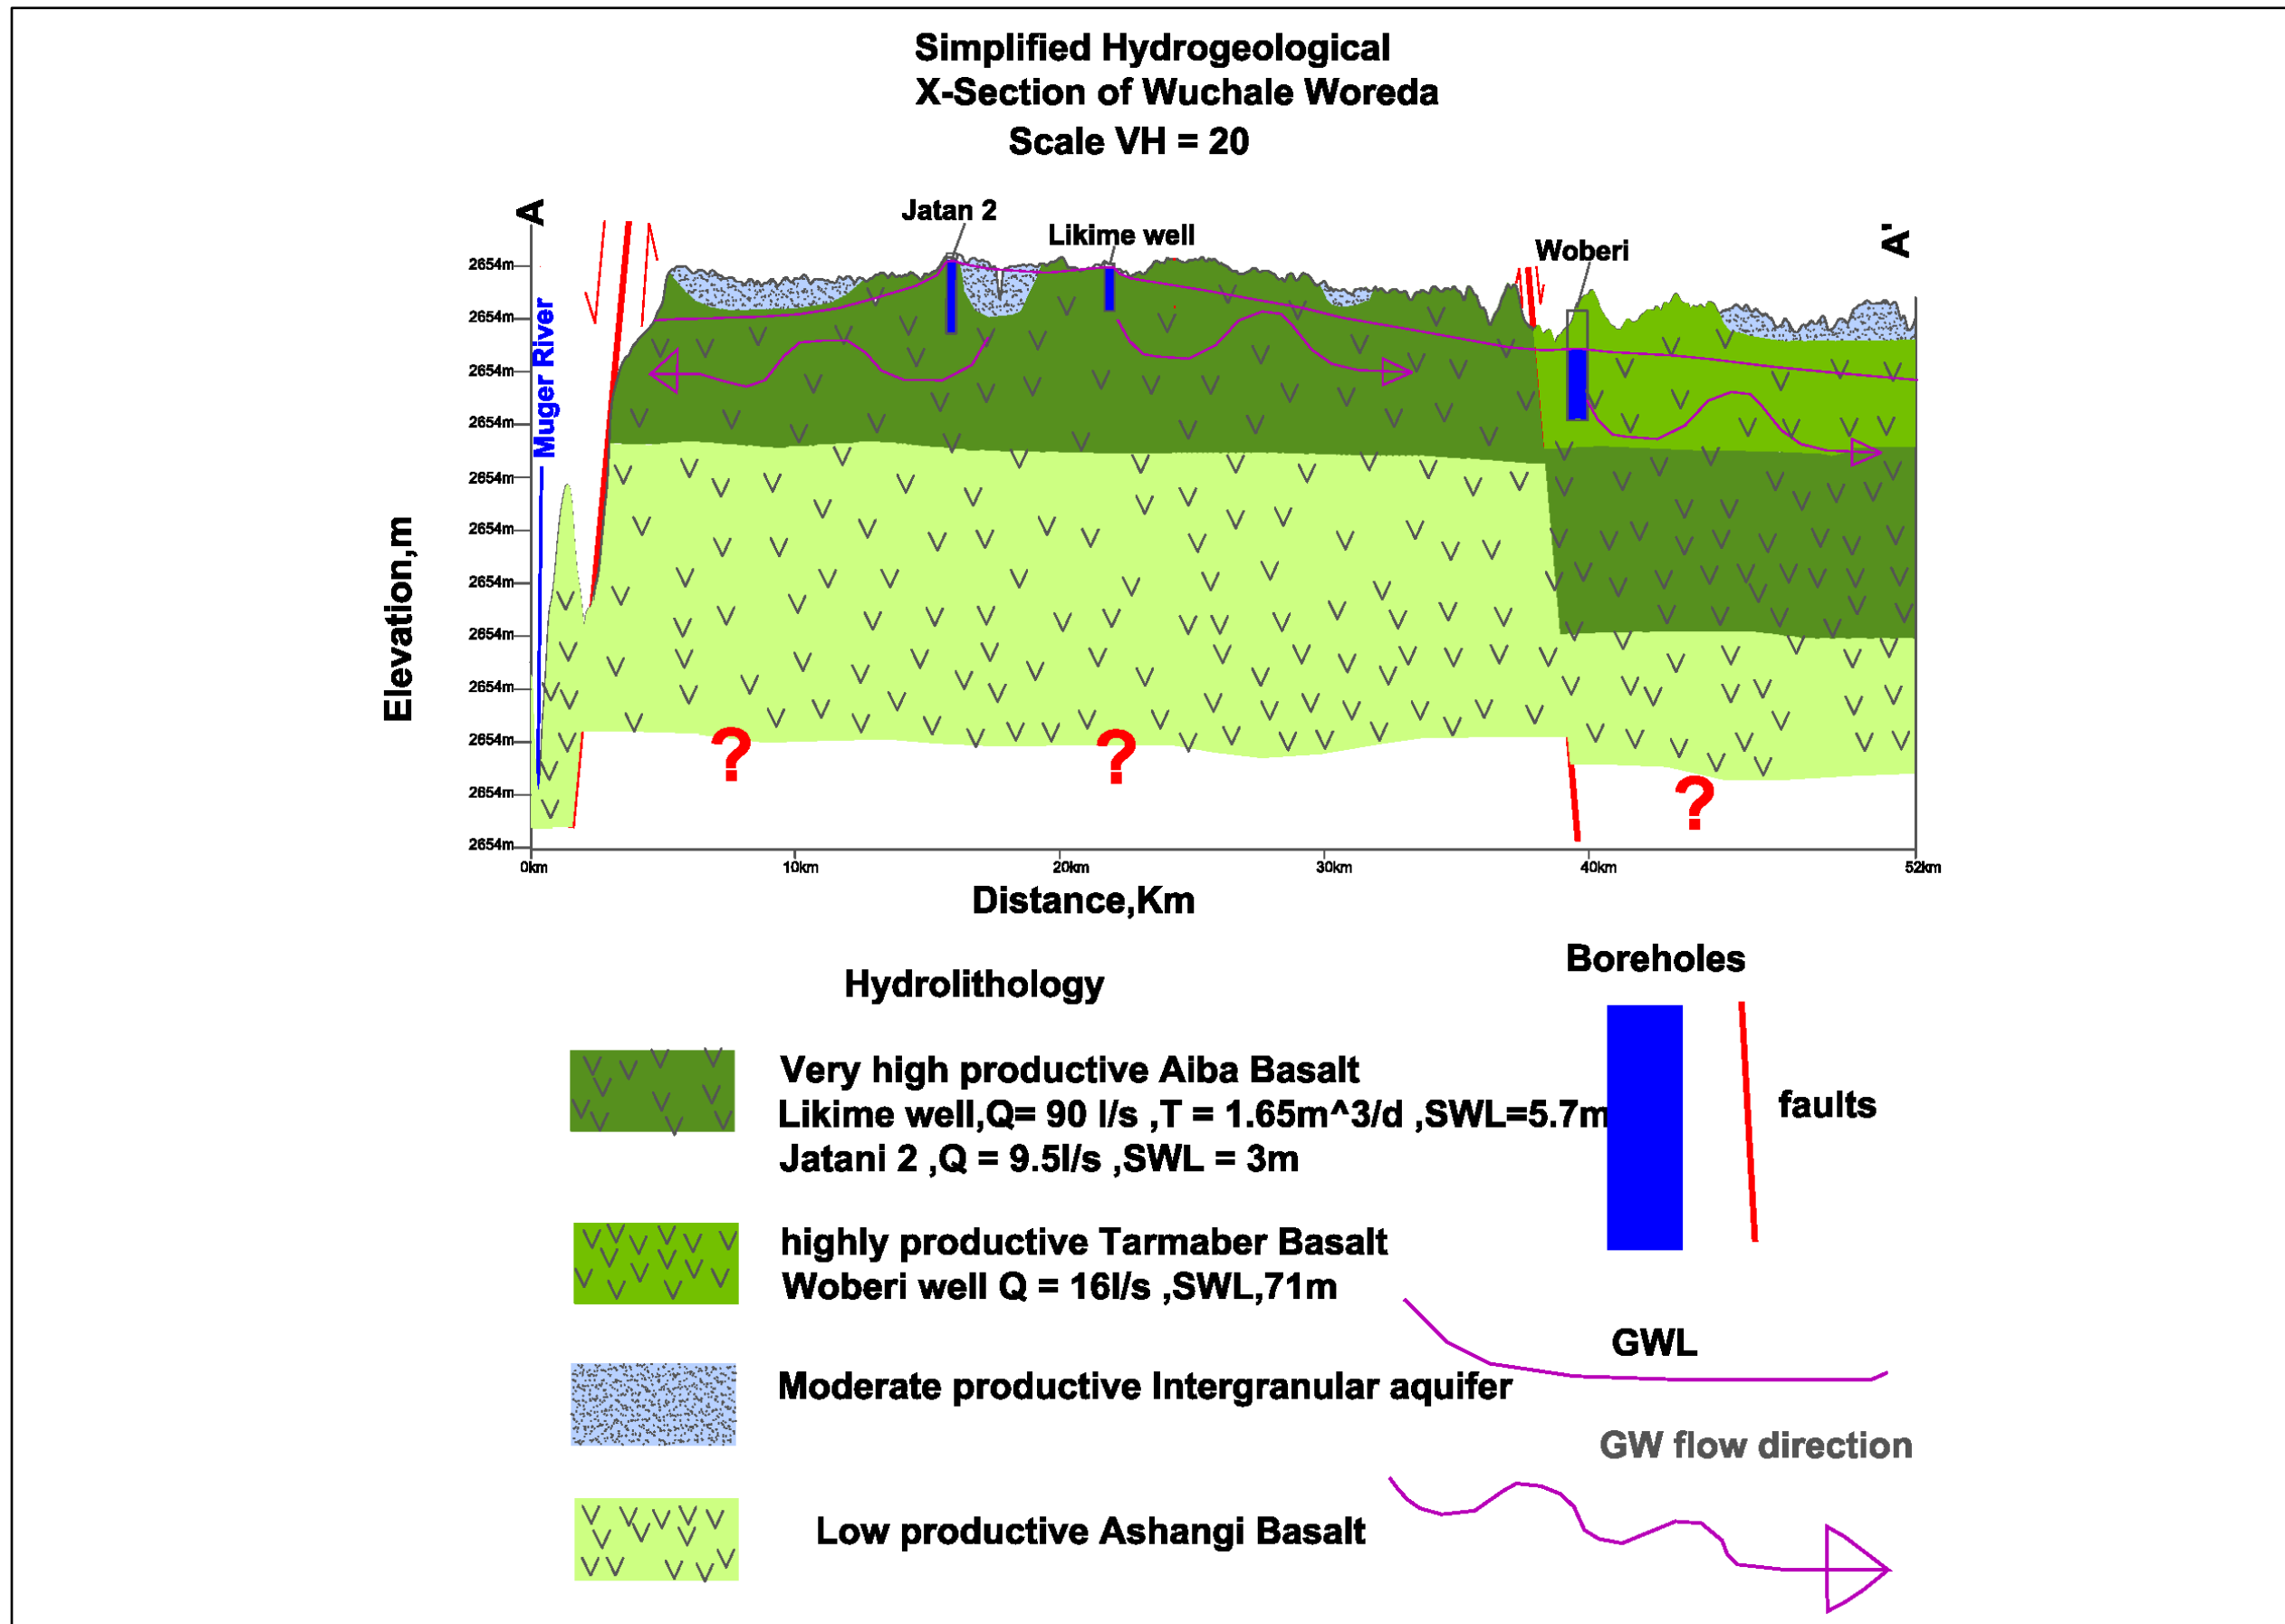 Simplified Hydrogeological
X-Section of Wuchale Woreda
Scale VH = 20
A
Jatan 2
Likime well
Woberi
A'
Muger River
Elevation,m
2654m
2654m
2654m
2654m
2654m
2654m
2654m
2654m
2654m
2654m
2654m
2654m
?
?
?
0km
10km
20km
30km
40km
52km
Distance,Km
Hydrolithology
Boreholes
Very high productive Aiba Basalt
Likime well,Q= 90 l/s ,T = 1.65m^3/d ,SWL=5.7m
Jatani 2 ,Q = 9.5l/s ,SWL = 3m
faults
highly productive Tarmaber Basalt
Woberi well Q = 16l/s ,SWL,71m
GWL
Moderate productive Intergranular aquifer
GW flow direction
Low productive Ashangi Basalt